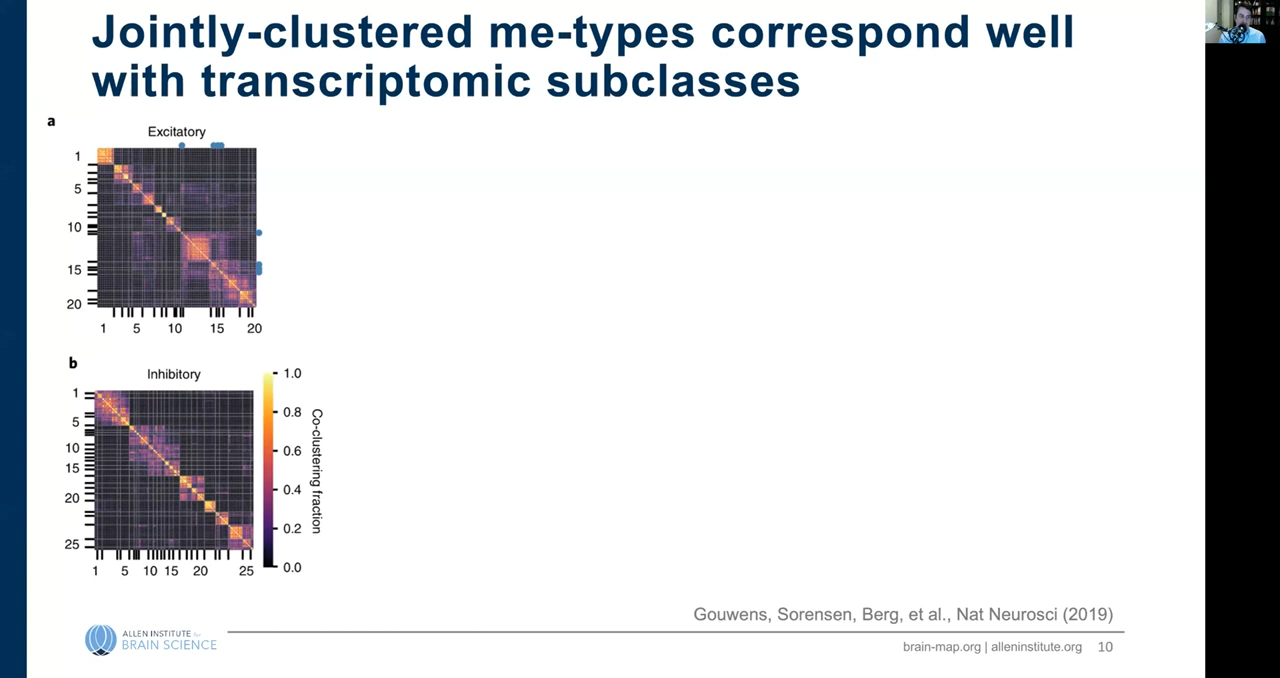 Jointly-clustered me-types correspond well
with transcriptomic subclasses
a
Excitatory
1
5
10
15
20
1 5 10 15 20
b
Inhibitory
1
5
10
15
20
25
1 5 10 15 20 25
1.0
0.8
0.6
0.4
0.2
0.0
Co-clustering fraction
Gouwens, Sorensen, Berg, et al., Nat Neurosci (2019)
ALLEN INSTITUTE for
BRAIN SCIENCE
brain-map.org | alleninstitute.org 10